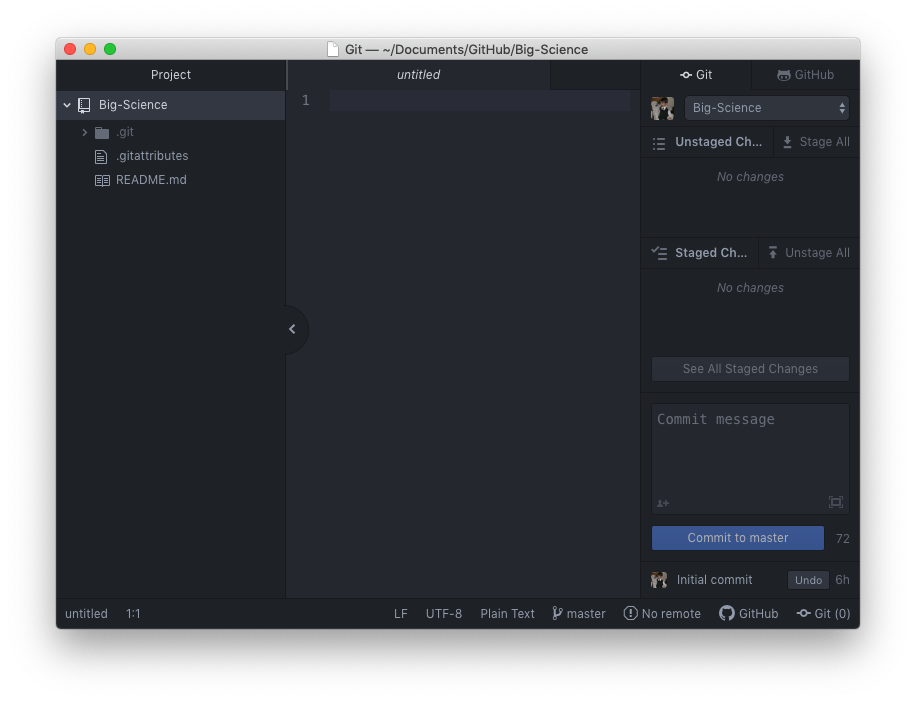 Git — ~/Documents/GitHub/Big-Science
Project
Big-Science
.git
.gitattributes
README.md
untitled
1
Git
GitHub
Big-Science
Unstaged Ch...
Stage All
No changes
Staged Ch...
Unstage All
No changes
See All Staged Changes
Commit message
Commit to master
72
Initial commit
Undo
6h
untitled
1:1
LF
UTF-8
Plain Text
master
No remote
GitHub
Git (0)